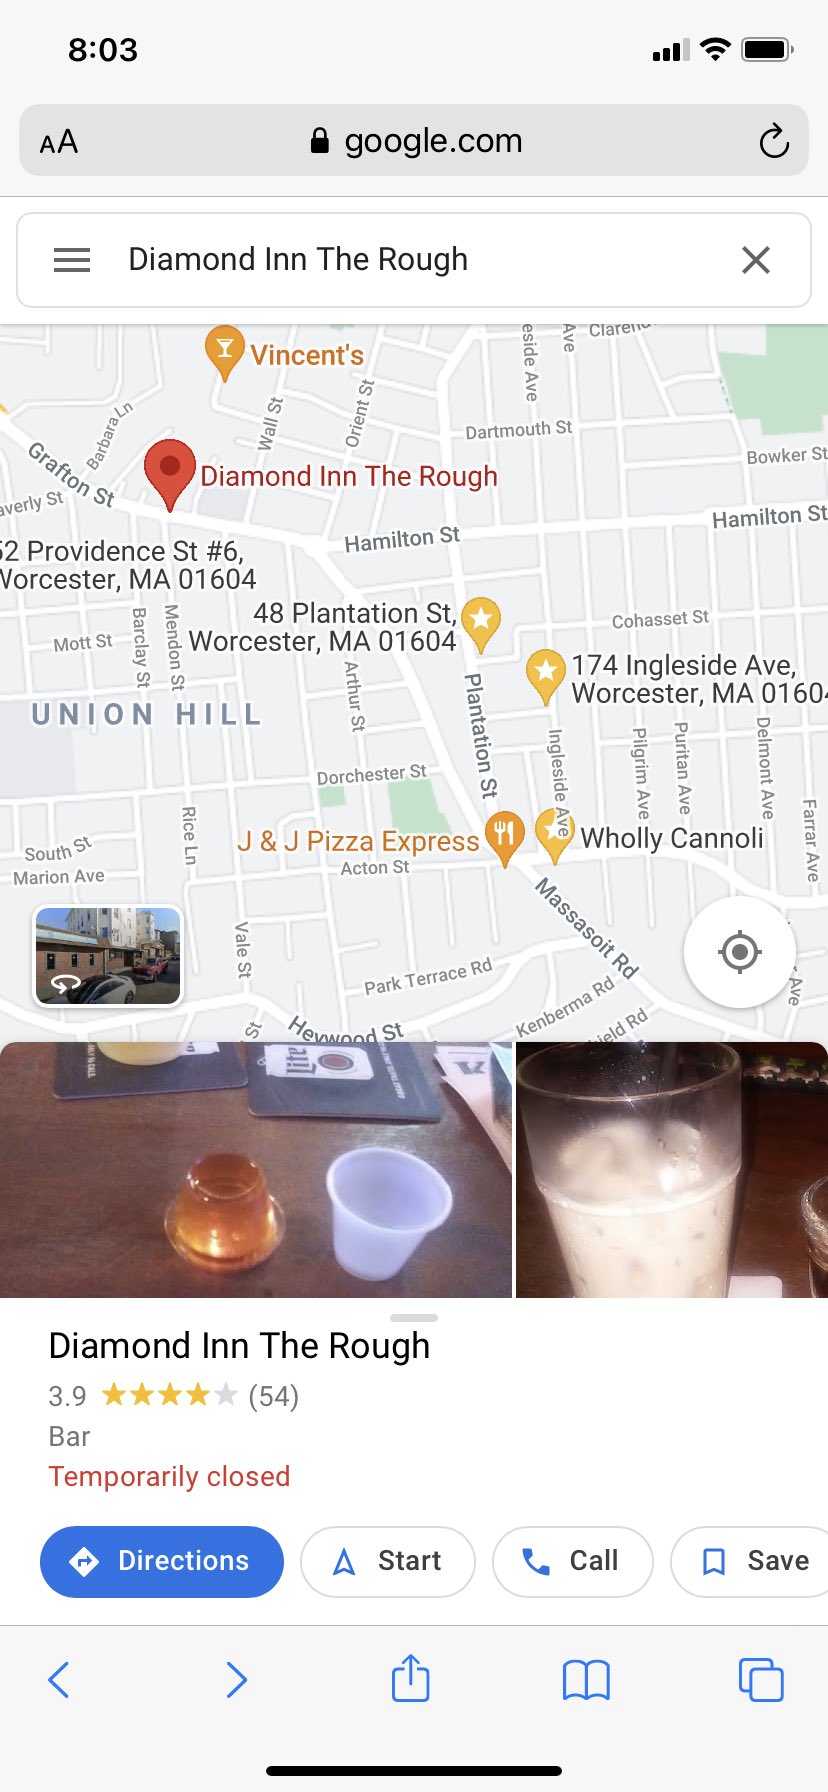 8:03
AA google.com
Diamond Inn The Rough
Vincent's
Barbara Ln
Wall St
Orient St
Ave
Dartmouth St
Bowker St
Grafton St
Diamond Inn The Rough
Hamilton St
Hamilton St
52 Providence St #6,
Worcester, MA 01604
48 Plantation St,
Worcester, MA 01604
Cohasset St
Mott St
Barclay St
Mendon St
174 Ingleside Ave,
Worcester, MA 01604
UNION HILL
Arthur St
Plantation St
Ingleside Ave
Pilgrim Ave
Puritan Ave
Delmont Ave
Farrar Ave
Dorchester St
Rice Ln
J & J Pizza Express
Wholly Cannoli
South St
Marion Ave
Acton St
Massasoit Rd
Vale St
Park Terrace Rd
Kenberma Rd
Ave
Heywood St
St
field Rd
Lite
Diamond Inn The Rough
3.9 (54)
Bar
Temporarily closed
Directions
Start
Call
Save